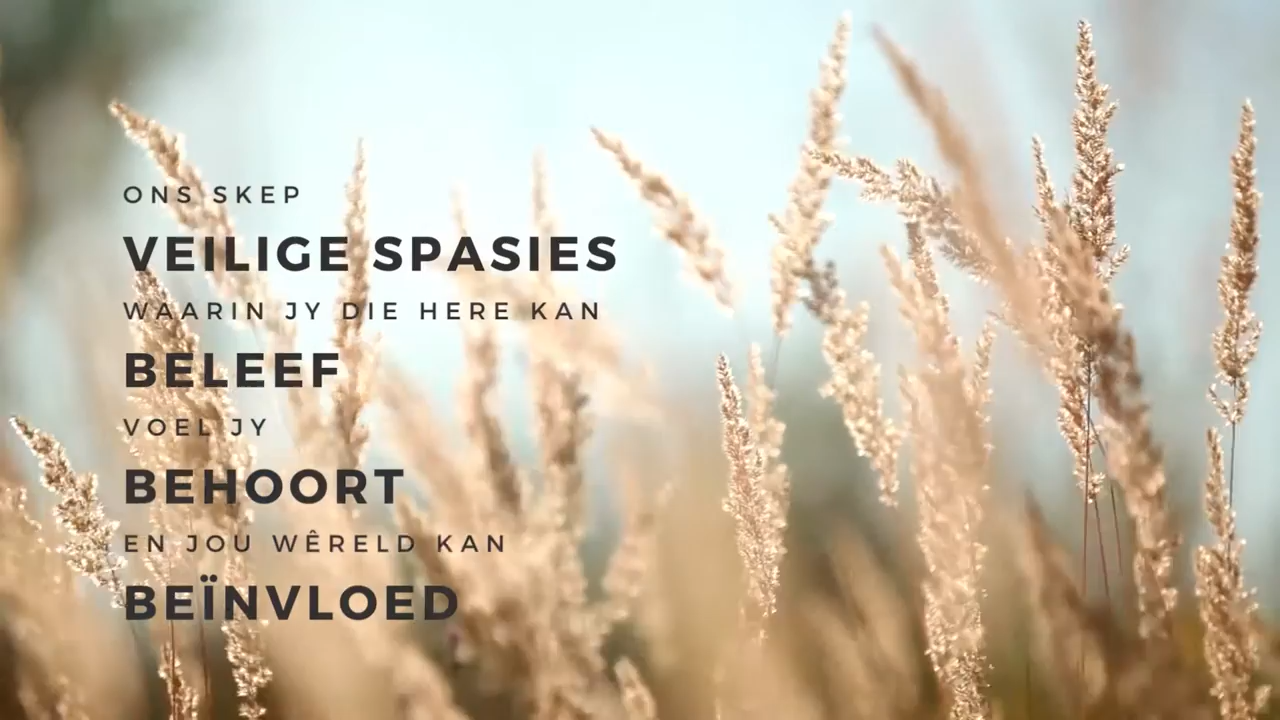 ONS SKEP
VEILIGE SPASIES
WAARIN JY DIE HERE KAN
BELEEF
VOEL JY
BEHOORT
EN JOU WÊRELD KAN
BEÏNVLOED